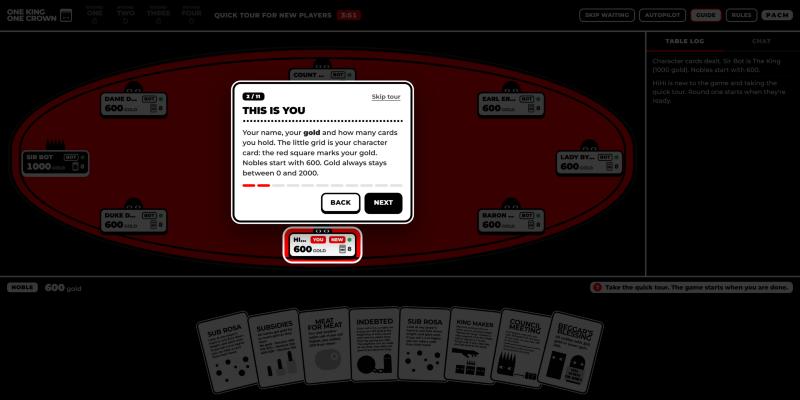 ONE KING
ONE CROWN
ONE
TWO
THREE
FOUR
QUICK TOUR FOR NEW PLAYERS 3:51
SKIP WAITING
AUTOPILOT
GUIDE
RULES
PACM
TABLE LOG
CHAT
Character cards dealt. Sir Bot is The King
(1000 gold). Nobles start with 600.
HiHi is new to the game and taking the
quick tour. Round one starts when they're
ready.
COUNT ...
DAME D... BOT
600 GOLD 8
EARL ER... BOT
600 GOLD 8
SIR BOT BOT
1000 GOLD 8
LADY BY... BOT
600 GOLD 8
DUKE D... BOT
600 GOLD 8
BARON ... BOT
600 GOLD 8
2 / 11
Skip tour
THIS IS YOU
Your name, your gold and how many cards
you hold. The little grid is your character
card: the red square marks your gold.
Nobles start with 600. Gold always stays
between 0 and 2000.
BACK
NEXT
HI... YOU NEW
600 GOLD 8
NOBLE 600 gold
Take the quick tour. The game starts when you are done.
SUB ROSA
SUBSIDIES
MEAT
FOR MEAT
INDEBTED
SUB ROSA
KING MAKER
COUNCIL
MEETING
BEGGAR'S
BLESSING